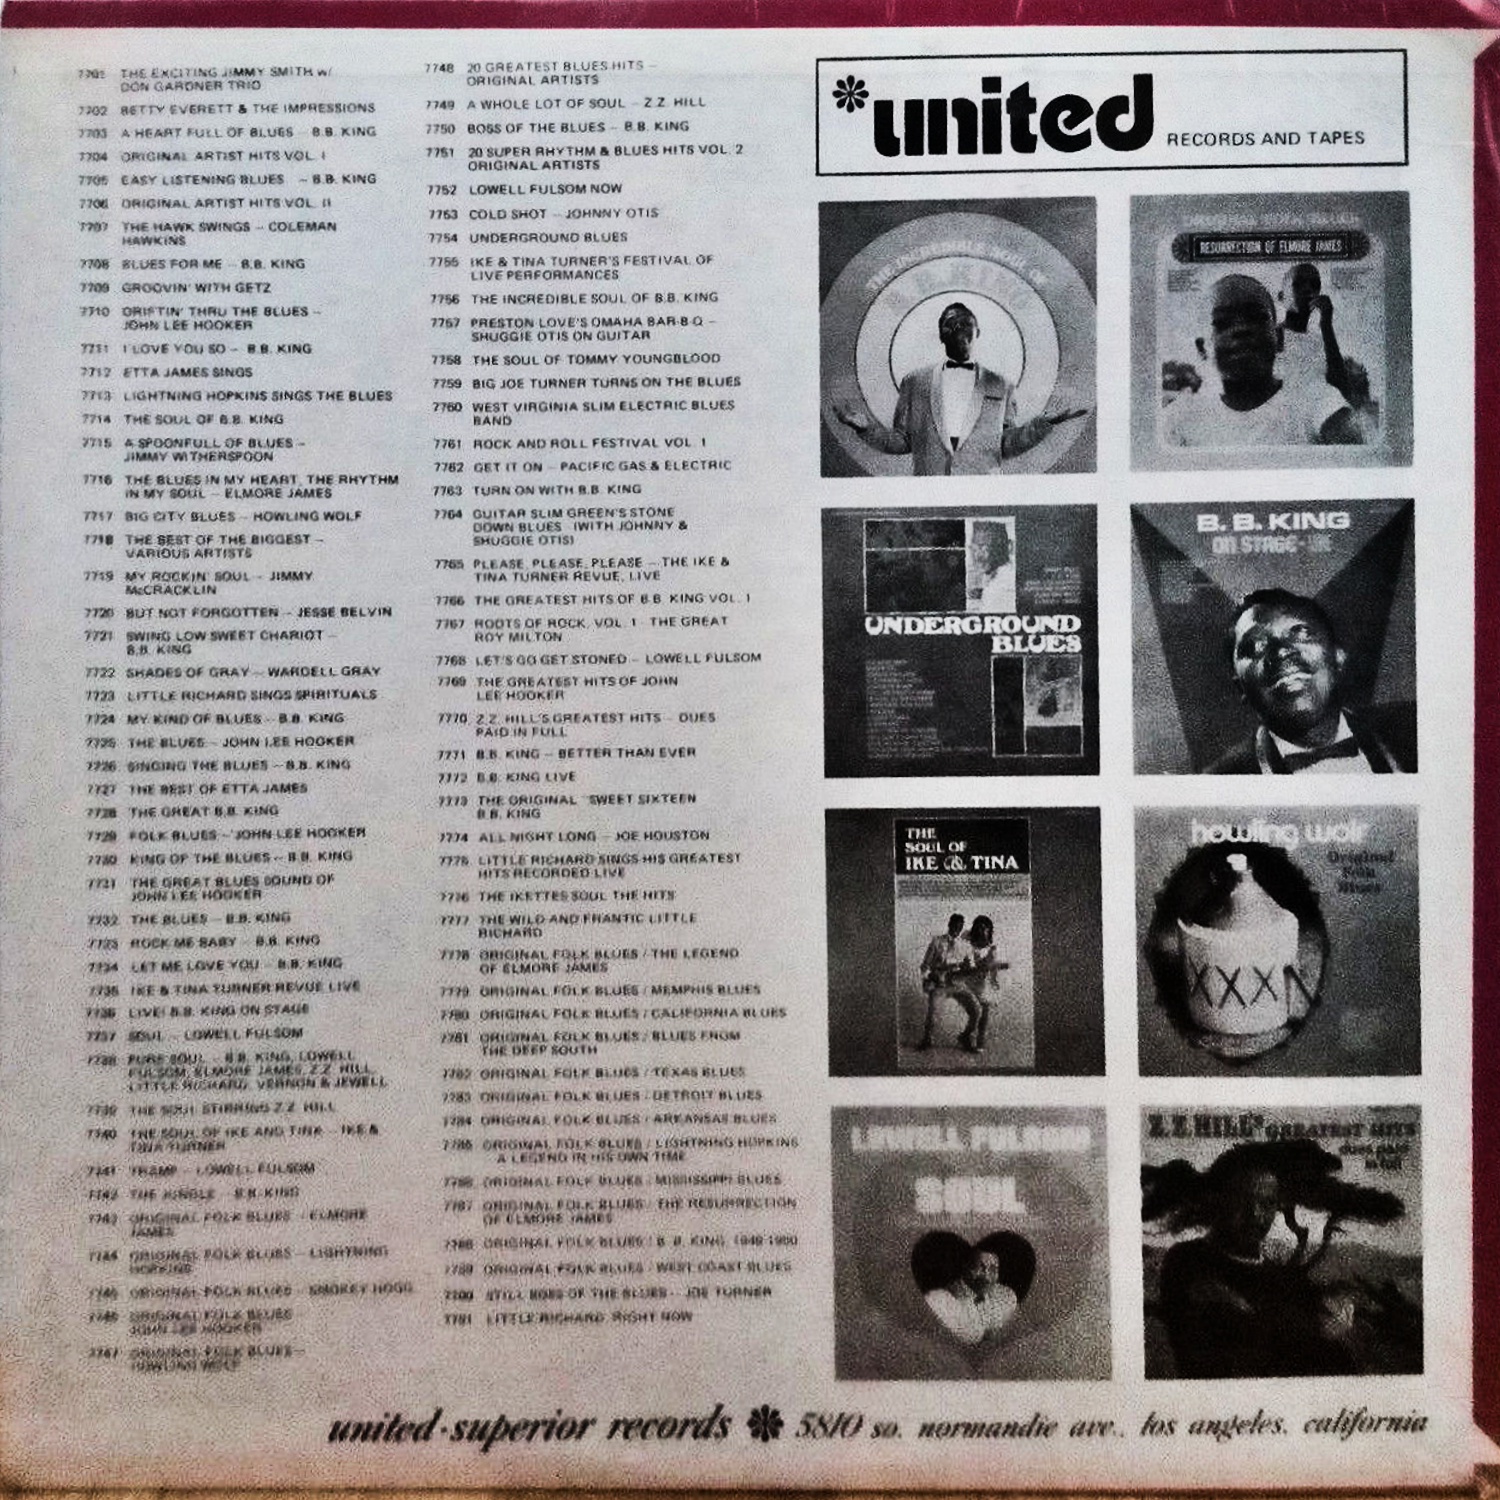 7701 THE EXCITING JIMMY SMITH w/
DON GARDNER TRIO
7702 BETTY EVERETT & THE IMPRESSIONS
7703 A HEART FULL OF BLUES – B.B. KING
7704 ORIGINAL ARTIST HITS VOL. I
7705 EASY LISTENING BLUES – B.B. KING
7706 ORIGINAL ARTIST HITS VOL. II
7707 THE HAWK SWINGS – COLEMAN
HAWKINS
7708 BLUES FOR ME – B.B. KING
7709 GROOVIN' WITH GETZ
7710 DRIFTIN' THRU THE BLUES –
JOHN LEE HOOKER
7711 I LOVE YOU SO – B.B. KING
7712 ETTA JAMES SINGS
7713 LIGHTNING HOPKINS SINGS THE BLUES
7714 THE SOUL OF B.B. KING
7715 A SPOONFULL OF BLUES –
JIMMY WITHERSPOON
7716 THE BLUES IN MY HEART, THE RHYTHM
IN MY SOUL – ELMORE JAMES
7717 BIG CITY BLUES – HOWLING WOLF
7718 THE BEST OF THE BIGGEST –
VARIOUS ARTISTS
7719 MY ROCKIN' SOUL – JIMMY
McCRACKLIN
7720 BUT NOT FORGOTTEN – JESSE BELVIN
7721 SWING LOW SWEET CHARIOT –
B.B. KING
7722 SHADES OF GRAY – WARDELL GRAY
7723 LITTLE RICHARD SINGS SPIRITUALS
7724 MY KIND OF BLUES – B.B. KING
7725 THE BLUES – JOHN LEE HOOKER
7726 SINGING THE BLUES – B.B. KING
7727 THE BEST OF ETTA JAMES
7728 THE GREAT B.B. KING
7729 FOLK BLUES – JOHN LEE HOOKER
7730 KING OF THE BLUES – B.B. KING
7731 THE GREAT BLUES SOUND OF
JOHN LEE HOOKER
7732 THE BLUES – B.B. KING
7733 ROCK ME BABY – B.B. KING
7734 LET ME LOVE YOU – B.B. KING
7735 IKE & TINA TURNER REVUE LIVE
7736 LIVE! B.B. KING ON STAGE
7737 SOUL – LOWELL FULSOM
7738 PURE SOUL – B.B. KING, LOWELL
FULSOM, ELMORE JAMES, Z.Z. HILL,
LITTLE RICHARD, VERNON & JEWELL
7739 THE SOUL STIRRING Z.Z. HILL
7740 THE SOUL OF IKE AND TINA – IKE &
TINA TURNER
7741 TRAMP – LOWELL FULSOM
7742 THE JUNGLE – B.B. KING
7743 ORIGINAL FOLK BLUES – ELMORE
JAMES
7744 ORIGINAL FOLK BLUES – LIGHTNING
HOPKINS
7745 ORIGINAL FOLK BLUES – SMOKEY HOGG
7746 ORIGINAL FOLK BLUES
JOHN LEE HOOKER
7747 ORIGINAL FOLK BLUES –
HOWLING WOLF
7748 20 GREATEST BLUES HITS –
ORIGINAL ARTISTS
7749 A WHOLE LOT OF SOUL – Z.Z. HILL
7750 BOSS OF THE BLUES – B.B. KING
7751 20 SUPER RHYTHM & BLUES HITS VOL. 2
ORIGINAL ARTISTS
7752 LOWELL FULSOM NOW
7753 COLD SHOT – JOHNNY OTIS
7754 UNDERGROUND BLUES
7755 IKE & TINA TURNER'S FESTIVAL OF
LIVE PERFORMANCES
7756 THE INCREDIBLE SOUL OF B.B. KING
7757 PRESTON LOVE'S OMAHA BAR-B-Q –
SHUGGIE OTIS ON GUITAR
7758 THE SOUL OF TOMMY YOUNGBLOOD
7759 BIG JOE TURNER TURNS ON THE BLUES
7760 WEST VIRGINIA SLIM ELECTRIC BLUES
BAND
7761 ROCK AND ROLL FESTIVAL VOL. 1
7762 GET IT ON – PACIFIC GAS & ELECTRIC
7763 TURN ON WITH B.B. KING
7764 GUITAR SLIM GREEN'S STONE
DOWN BLUES (WITH JOHNNY &
SHUGGIE OTIS)
7765 PLEASE, PLEASE, PLEASE – THE IKE &
TINA TURNER REVUE, LIVE
7766 THE GREATEST HITS OF B.B. KING VOL. 1
7767 ROOTS OF ROCK, VOL. 1 THE GREAT
ROY MILTON
7768 LET'S GO GET STONED – LOWELL FULSOM
7769 THE GREATEST HITS OF JOHN
LEE HOOKER
7770 Z.Z. HILL'S GREATEST HITS – DUES
PAID IN FULL
7771 B.B. KING – BETTER THAN EVER
7772 B.B. KING LIVE
7773 THE ORIGINAL "SWEET SIXTEEN
B.B. KING
7774 ALL NIGHT LONG – JOE HOUSTON
7775 LITTLE RICHARD SINGS HIS GREATEST
HITS RECORDED LIVE
7776 THE IKETTES SOUL THE HITS
7777 THE WILD AND FRANTIC LITTLE
RICHARD
7778 ORIGINAL FOLK BLUES / THE LEGEND
OF ELMORE JAMES
7779 ORIGINAL FOLK BLUES / MEMPHIS BLUES
7780 ORIGINAL FOLK BLUES / CALIFORNIA BLUES
7781 ORIGINAL FOLK BLUES / BLUES FROM
THE DEEP SOUTH
7782 ORIGINAL FOLK BLUES / TEXAS BLUES
7783 ORIGINAL FOLK BLUES / DETROIT BLUES
7784 ORIGINAL FOLK BLUES / ARKANSAS BLUES
7785 ORIGINAL FOLK BLUES / LIGHTNING HOPKINS
A LEGEND IN HIS OWN TIME
7786 ORIGINAL FOLK BLUES / MISSISSIPPI BLUES
7787 ORIGINAL FOLK BLUES / THE RESURRECTION
OF ELMORE JAMES
7788 ORIGINAL FOLK BLUES / B. B. KING
7789 ORIGINAL FOLK BLUES / WEST COAST BLUES
7790 STILL BOSS OF THE BLUES – JOE TURNER
7791 LITTLE RICHARD RIGHT NOW
*united RECORDS AND TAPES
RESURRECTION OF ELMORE JAMES
UNDERGROUND
BLUES
B. B. KING
ON STAGE
THE
SOUL OF
IKE & TINA
howling wolf
Original
Folk
Blues
XXX
LOWELL FULSOM
SOUL
Z.Z. HILL'S GREATEST HITS
dues paid
in full
united-superior records * 5810 so. normandie ave., los angeles, california